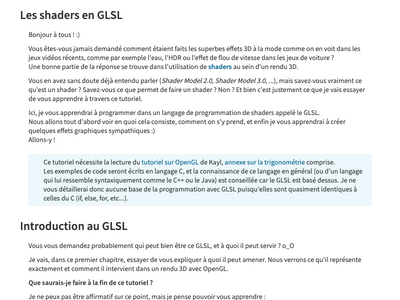 Les shaders en GLSL
Bonjour à tous ! :)
Vous êtes-vous jamais demandé comment étaient faits les superbes effets 3D à la mode comme on en voit dans les
jeux vidéos récents, comme par exemple l'eau, l'HDR ou l'effet de flou de vitesse dans les jeux de voiture ?
Une bonne partie de la réponse se trouve dans l'utilisation de shaders au sein d'un rendu 3D.
Vous en avez sans doute déjà entendu parler (Shader Model 2.0, Shader Model 3.0, ...), mais savez-vous vraiment ce
qu'est un shader ? Savez-vous ce que permet de faire un shader ? Non ? Et bien c'est justement ce que je vais essayer
de vous apprendre à travers ce tutoriel.
Ici, je vous apprendrai à programmer dans un langage de programmation de shaders appelé le GLSL.
Nous allons tout d'abord voir en quoi cela consiste, comment on s'y prend, et enfin je vous apprendrai à créer
quelques effets graphiques sympathiques :)
Allons-y !
Ce tutoriel nécessite la lecture du tutoriel sur OpenGL de Kayl, annexe sur la trigonométrie comprise.
Les exemples de code seront écrits en langage C, et la connaissance de ce langage en général (ou d'un langage
qui lui ressemble syntaxiquement comme le C++ ou le Java) est conseillée car le GLSL est basé dessus. Je ne
vous détaillerai donc aucune base de la programmation avec GLSL puisqu'elles sont quasiment identiques à
celles du C (if, else, for, etc...).
Introduction au GLSL
Vous vous demandez probablement qui peut bien être ce GLSL, et à quoi il peut servir ? o_O
Je vais, dans ce premier chapitre, essayer de vous expliquer à quoi il peut amener. Nous verrons ce qu'il représente
exactement et comment il intervient dans un rendu 3D avec OpenGL.
Que saurais-je faire à la fin de ce tutoriel ?
Je ne peux pas être affirmatif sur ce point, mais je pense pouvoir vous apprendre :